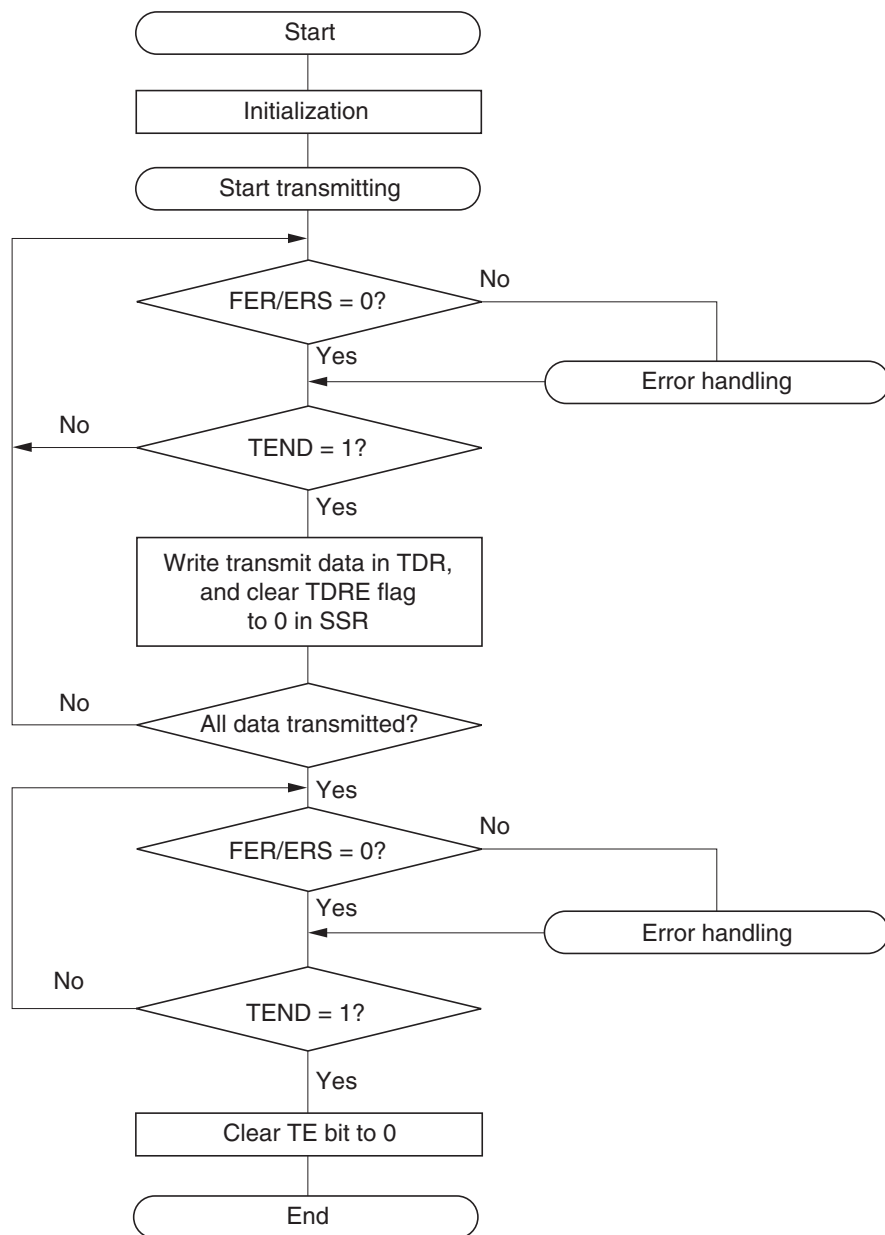 Start
Initialization
Start transmitting
FER/ERS = 0?
No
Yes
Error handling
No
TEND = 1?
Yes
Write transmit data in TDR,
and clear TDRE flag
to 0 in SSR
No
All data transmitted?
Yes
FER/ERS = 0?
No
Yes
Error handling
No
TEND = 1?
Yes
Clear TE bit to 0
End